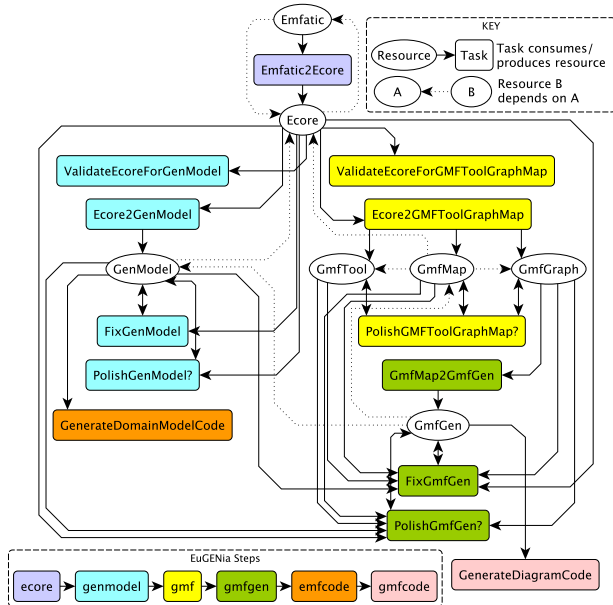 Emfatic
KEY
Resource
Task
Task consumes/
produces resource
Emfatic2Ecore
A
B
Resource B
depends on A
Ecore
ValidateEcoreForGenModel
ValidateEcoreForGMFToolGraphMap
Ecore2GenModel
Ecore2GMFToolGraphMap
GenModel
GmfTool
GmfMap
GmfGraph
FixGenModel
PolishGMFToolGraphMap?
PolishGenModel?
GmfMap2GmfGen
GenerateDomainModelCode
GmfGen
FixGmfGen
PolishGmfGen?
EuGENia Steps
GenerateDiagramCode
ecore
genmodel
gmf
gmfgen
emfcode
gmfcode